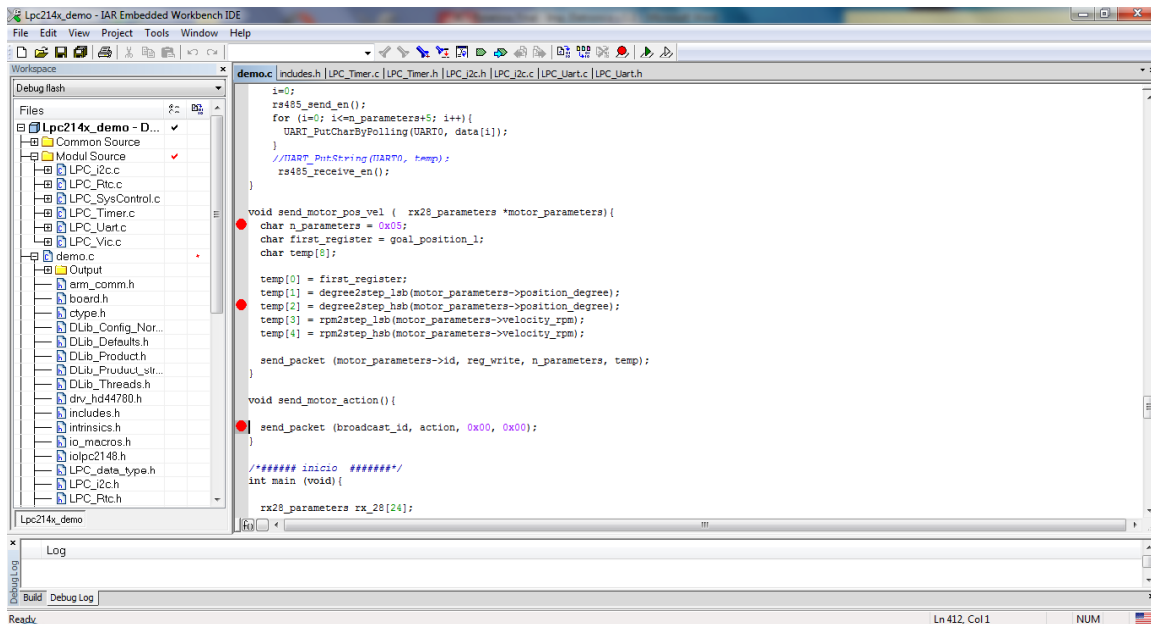 Lpc214x_demo - IAR Embedded Workbench IDE
File Edit View Project Tools Window Help
Workspace
Debug flash
Files
Lpc214x_demo - D...
Common Source
Modul Source
LPC_i2c.c
LPC_Rtc.c
LPC_SysControl.c
LPC_Timer.c
LPC_Uart.c
LPC_Vic.c
demo.c
Output
arm_comm.h
board.h
ctype.h
DLib_Config_Nor...
DLib_Defaults.h
DLib_Product.h
DLib_Product_str...
DLib_Threads.h
drv_hd44780.h
includes.h
intrinsics.h
io_macros.h
iolpc2148.h
LPC_data_type.h
LPC_i2c.h
LPC_Rtc.h
Lpc214x_demo
demo.c | includes.h | LPC_Timer.c | LPC_Timer.h | LPC_i2c.h | LPC_i2c.c | LPC_Uart.c | LPC_Uart.h
i=0;
rs485_send_en();
for (i=0; i<=n_parameters+5; i++){
UART_PutCharByPolling(UART0, data[i]);
}
//UART_PutString(UART0, temp);
rs485_receive_en();
}
void send_motor_pos_vel ( rx28_parameters *motor_parameters){
char n_parameters = 0x05;
char first_register = goal_position_l;
char temp[8];
temp[0] = first_register;
temp[1] = degree2step_lsb(motor_parameters->position_degree);
temp[2] = degree2step_hsb(motor_parameters->position_degree);
temp[3] = rpm2step_lsb(motor_parameters->velocity_rpm);
temp[4] = rpm2step_hsb(motor_parameters->velocity_rpm);
send_packet (motor_parameters->id, reg_write, n_parameters, temp);
}
void send_motor_action(){
send_packet (broadcast_id, action, 0x00, 0x00);
}
/*###### inicio #######*/
int main (void){
rx28_parameters rx_28[24];
f()
Log
Debug Log
Build Debug Log
Ready
Ln 412, Col 1
NUM